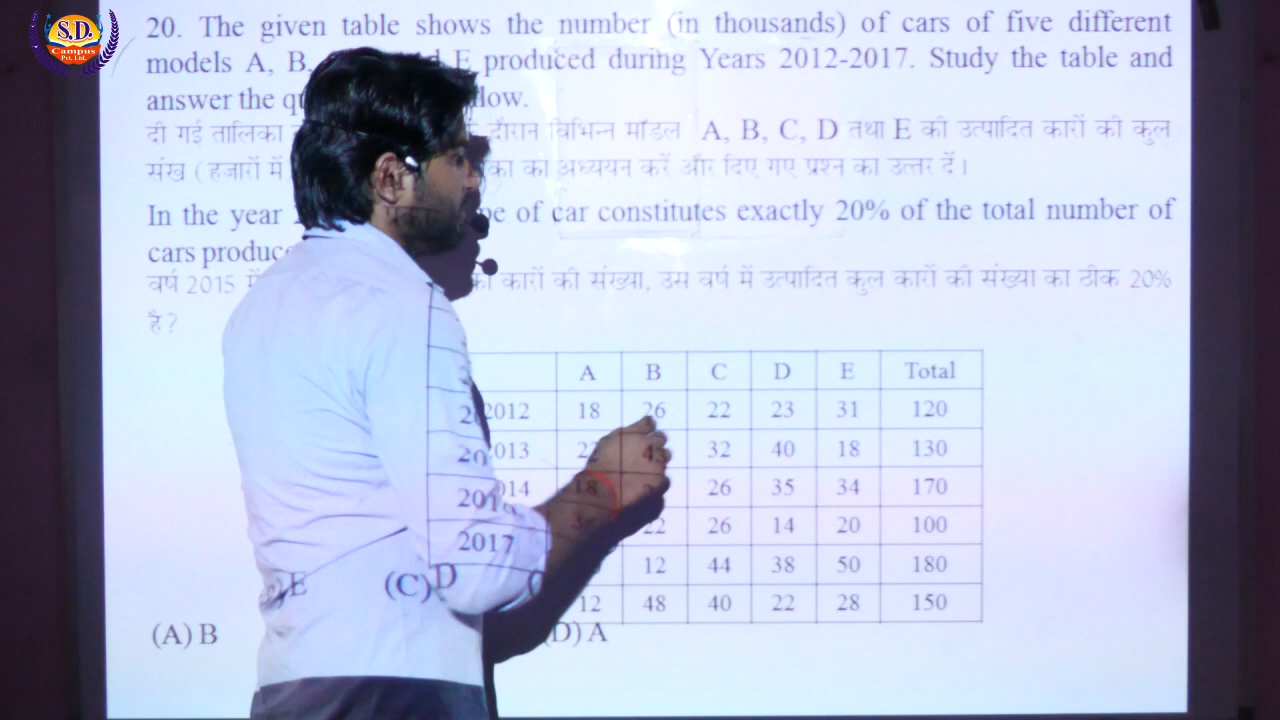 S.D.
Campus
Pvt. Ltd.
20. The given table shows the number (in thousands) of cars of five different
models A, B, E produced during Years 2012-2017. Study the table and
answer the
दी गई तालिका दौरान विभिन्न मॉडल A, B, C, D तथा E की उत्पादित कारों की कुल
संख ( हजारों में का अध्ययन करें और दिए गए प्रश्न का उत्तर दें।
In the year of car constitutes exactly 20% of the total number of
cars
वर्ष 2015 कारों की संख्या, उस वर्ष में उत्पादित कुल कारों की संख्या का ठीक 20%
है?
A B C D E Total
2012 18 26 22 23 31 120
32 40 18 130
18 26 35 34 170
22 26 14 20 100
12 44 38 50 180
2017 12 48 40 22 28 150
(A) B E (C) D (D) A